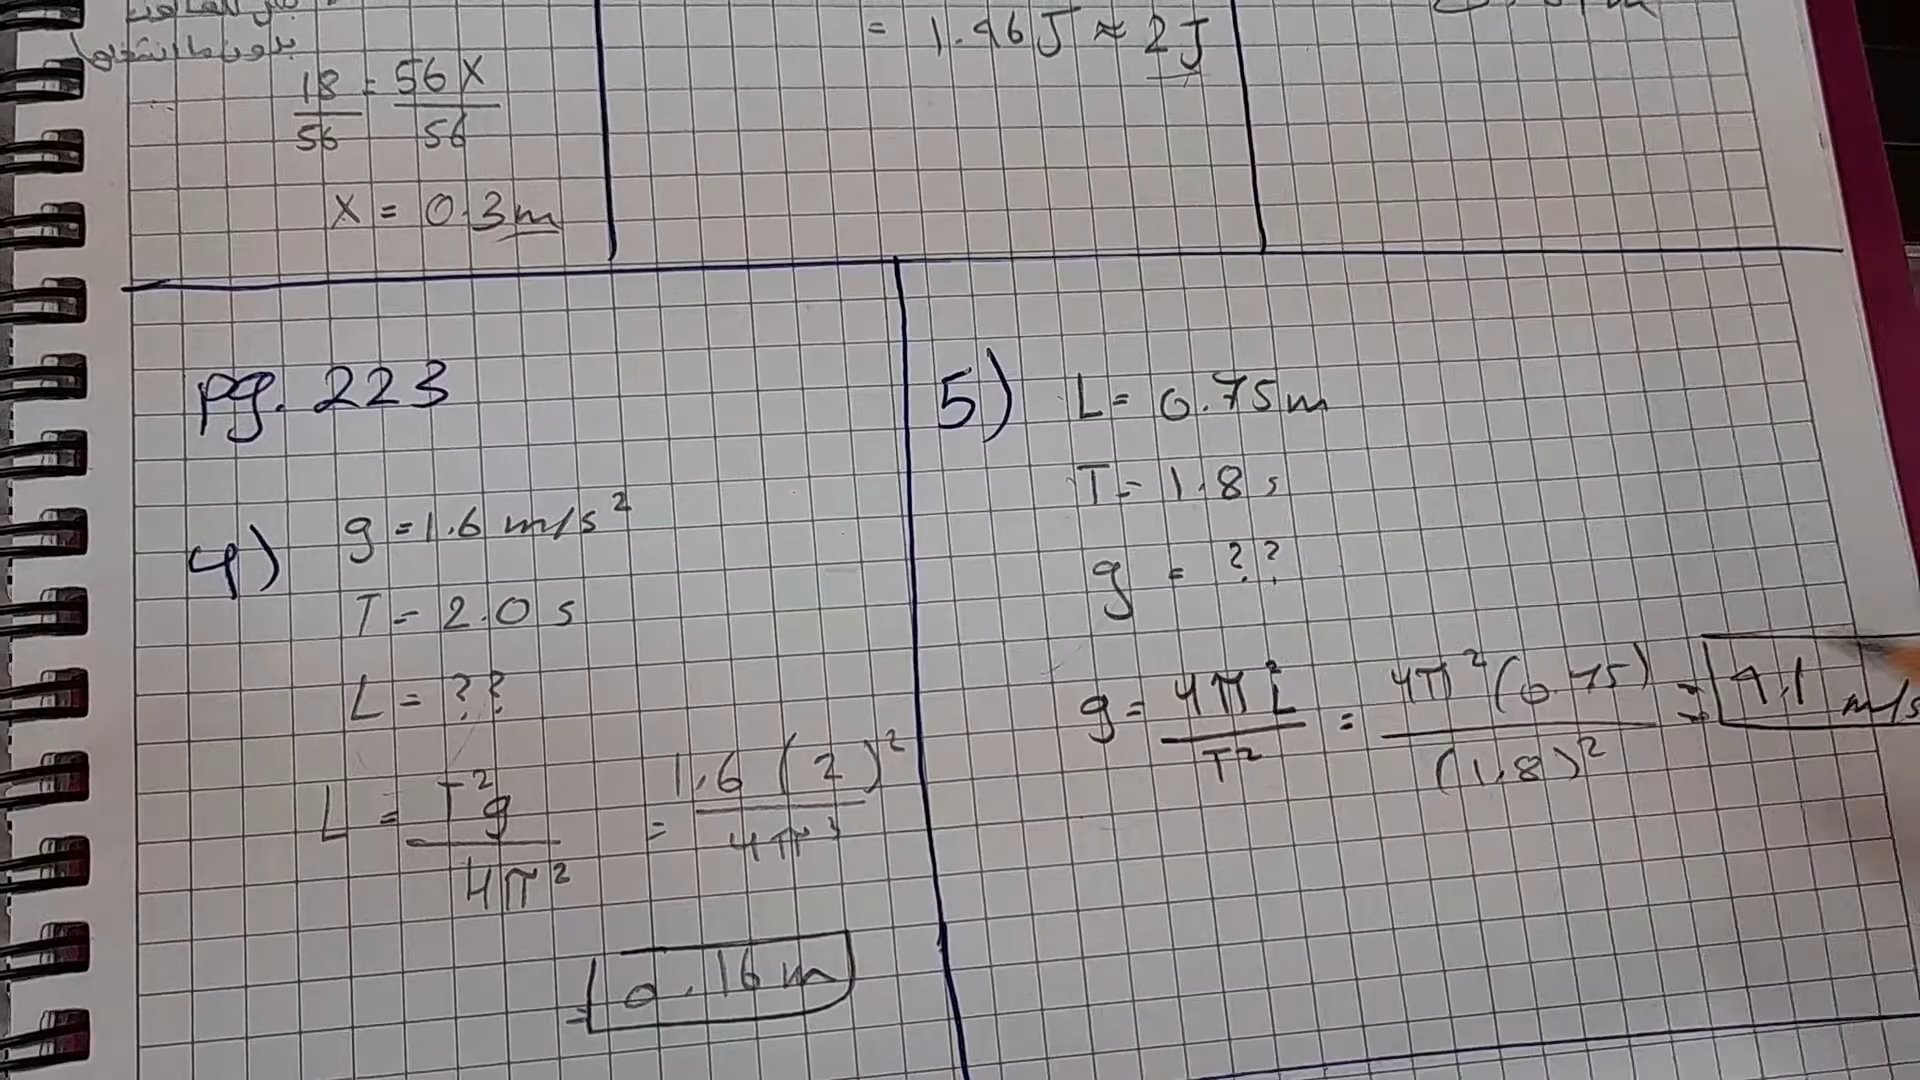 18/56 = 56X/56
X = 0.3m
= 1.96J ≈ 2J
pg. 223
4) g = 1.6 m/s²
T = 2.0 s
L = ??
L = T²g/4π² = 1.6 (2)²/4π²
= 0.16 m
5) L = 0.75m
T = 1.8 s
g = ??
g = 4π²L/T² = 4π²(0.75)/(1.8)² = 9.1 m/s